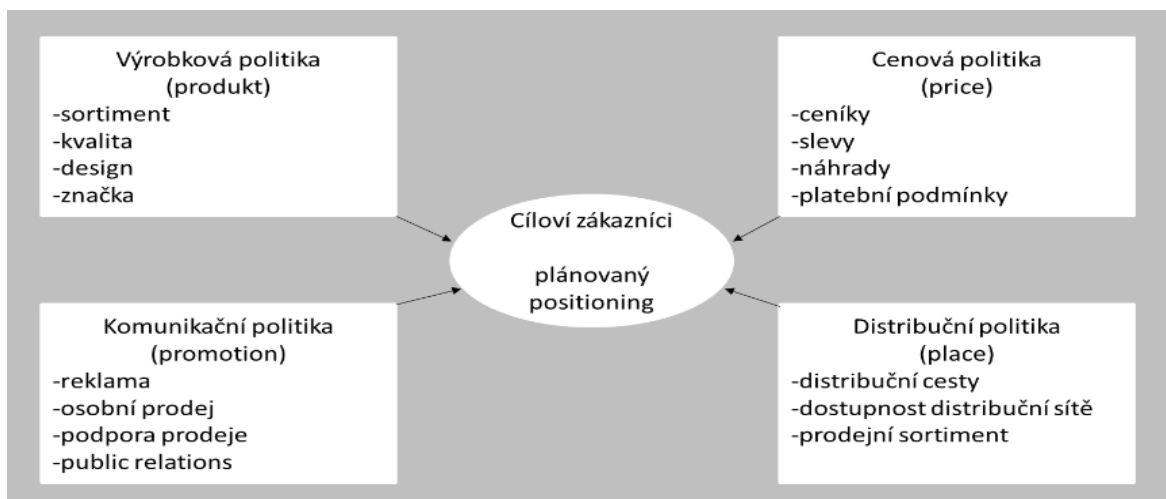 Výrobková politika
(produkt)
-sortiment
-kvalita
-design
-značka
Cenová politika
(price)
-ceníky
-slevy
-náhrady
-platební podmínky
Cíloví zákazníci
plánovaný
positioning
Komunikační politika
(promotion)
-reklama
-osobní prodej
-podpora prodeje
-public relations
Distribuční politika
(place)
-distribuční cesty
-dostupnost distribuční sítě
-prodejní sortiment